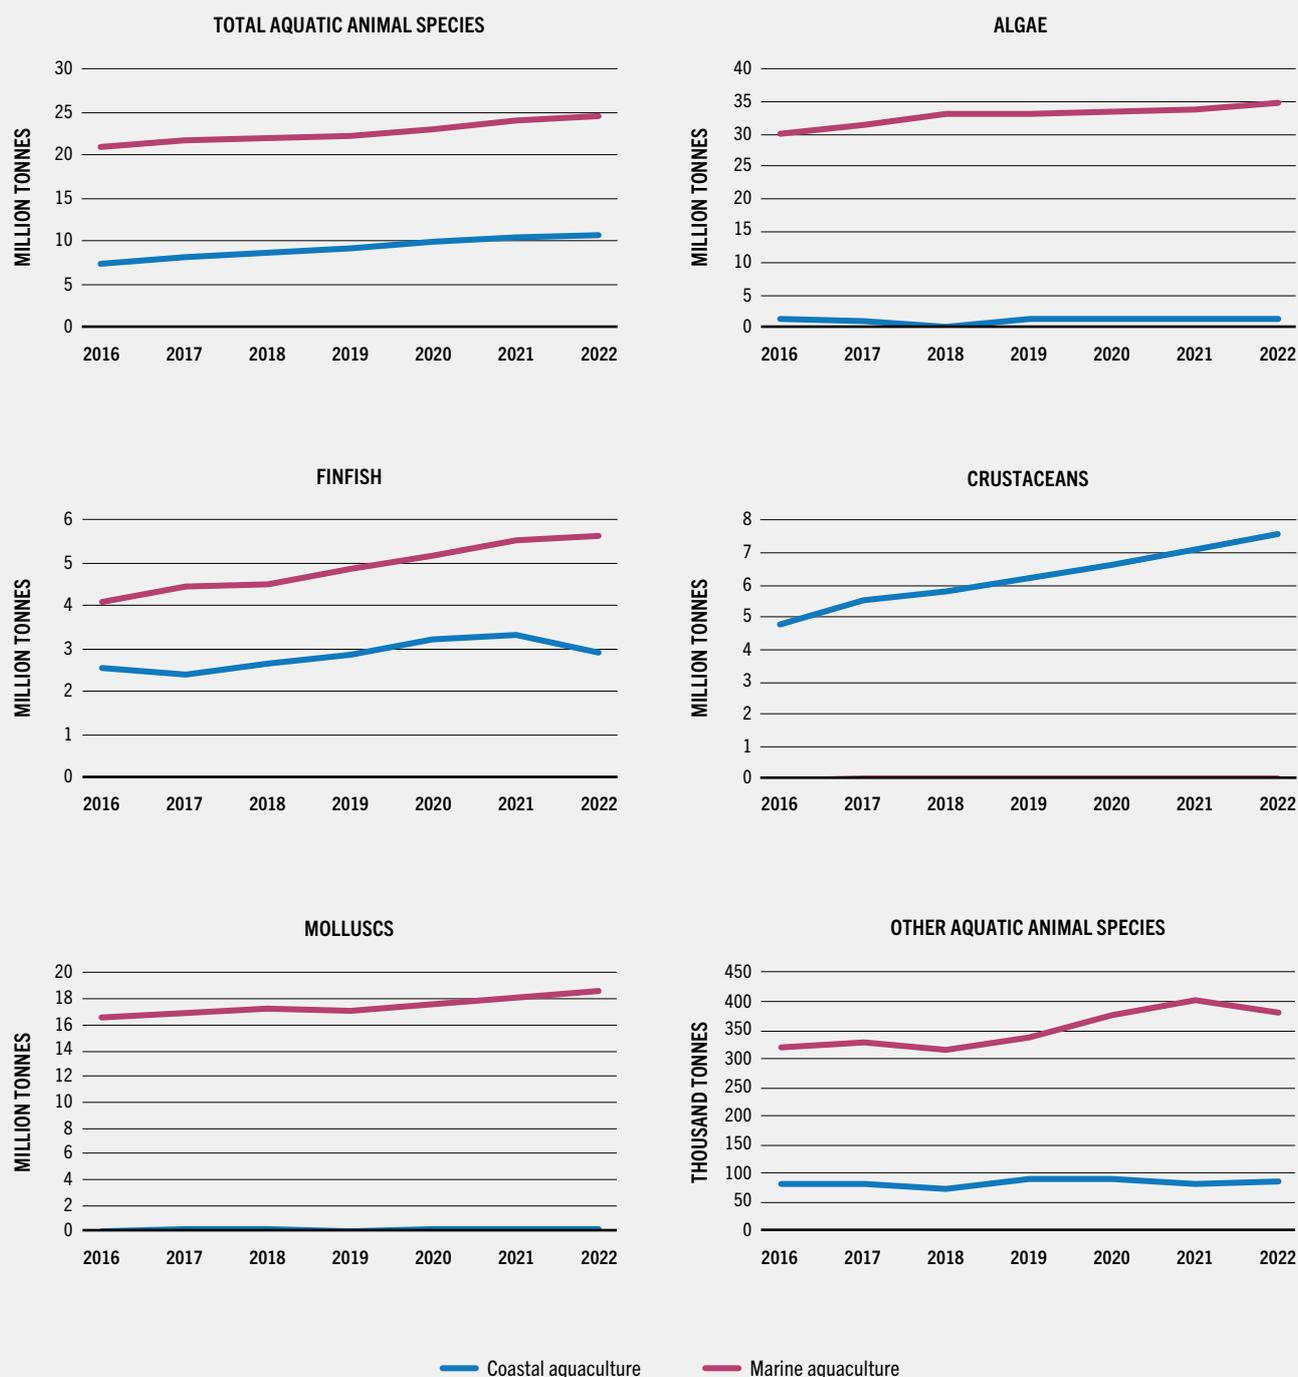 TOTAL AQUATIC ANIMAL SPECIES
MILLION TONNES
30
25
20
15
10
5
0
2016 2017 2018 2019 2020 2021 2022
ALGAE
MILLION TONNES
40
35
30
25
20
15
10
5
0
2016 2017 2018 2019 2020 2021 2022
FINFISH
MILLION TONNES
6
5
4
3
2
1
0
2016 2017 2018 2019 2020 2021 2022
CRUSTACEANS
MILLION TONNES
8
7
6
5
4
3
2
1
0
2016 2017 2018 2019 2020 2021 2022
MOLLUSCS
MILLION TONNES
20
18
16
14
12
10
8
6
4
2
0
2016 2017 2018 2019 2020 2021 2022
OTHER AQUATIC ANIMAL SPECIES
THOUSAND TONNES
450
400
350
300
250
200
150
100
50
0
2016 2017 2018 2019 2020 2021 2022
Coastal aquaculture
Marine aquaculture